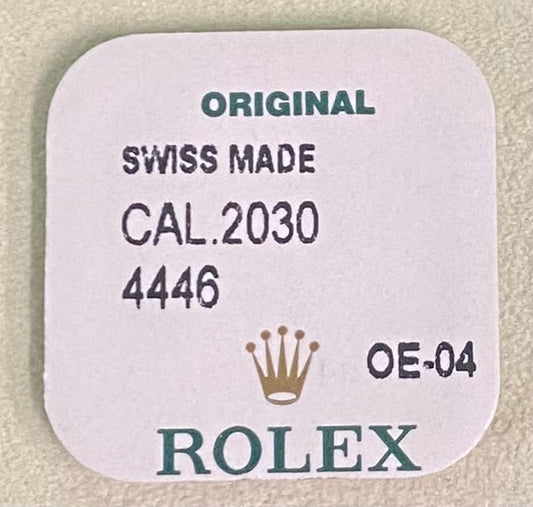 ORIGINAL
SWISS MADE
CAL.2030
4446
OE-04
ROLEX